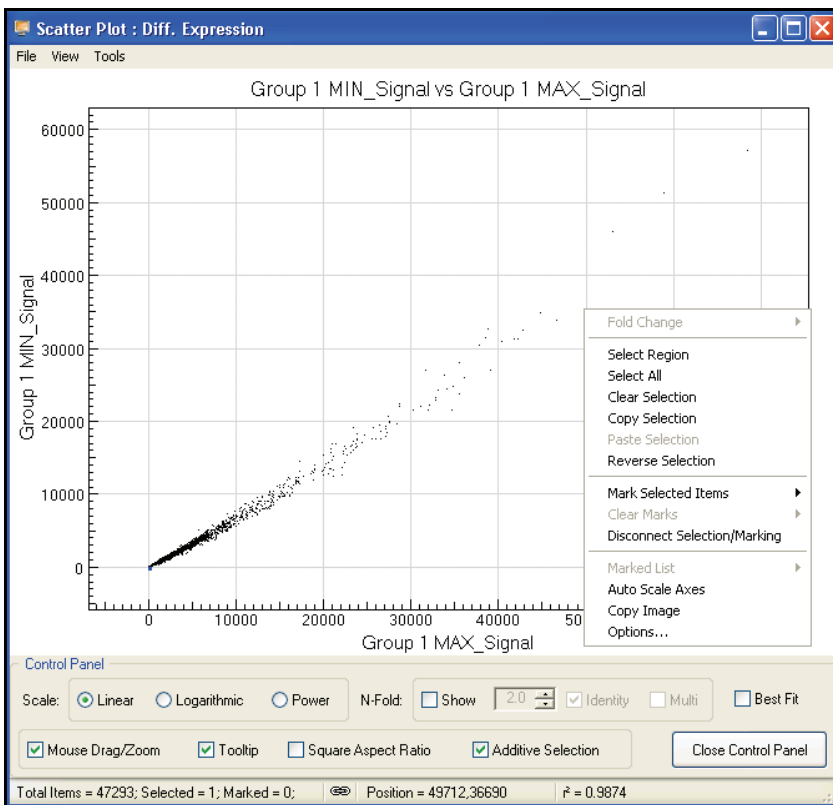 Scatter Plot : Diff. Expression
File View Tools
Group 1 MIN_Signal vs Group 1 MAX_Signal
60000
50000
40000
30000
20000
10000
0
Group 1 MIN_Signal
0 10000 20000 30000 40000 50
Group 1 MAX_Signal
Fold Change
Select Region
Select All
Clear Selection
Copy Selection
Paste Selection
Reverse Selection
Mark Selected Items
Clear Marks
Disconnect Selection/Marking
Marked List
Auto Scale Axes
Copy Image
Options...
Control Panel
Scale: Linear Logarithmic Power N-Fold: Show 2.0 Identity Multi Best Fit
Mouse Drag/Zoom Tooltip Square Aspect Ratio Additive Selection Close Control Panel
Total Items = 47293; Selected = 1; Marked = 0; Position = 49712,36690 r² = 0.9874